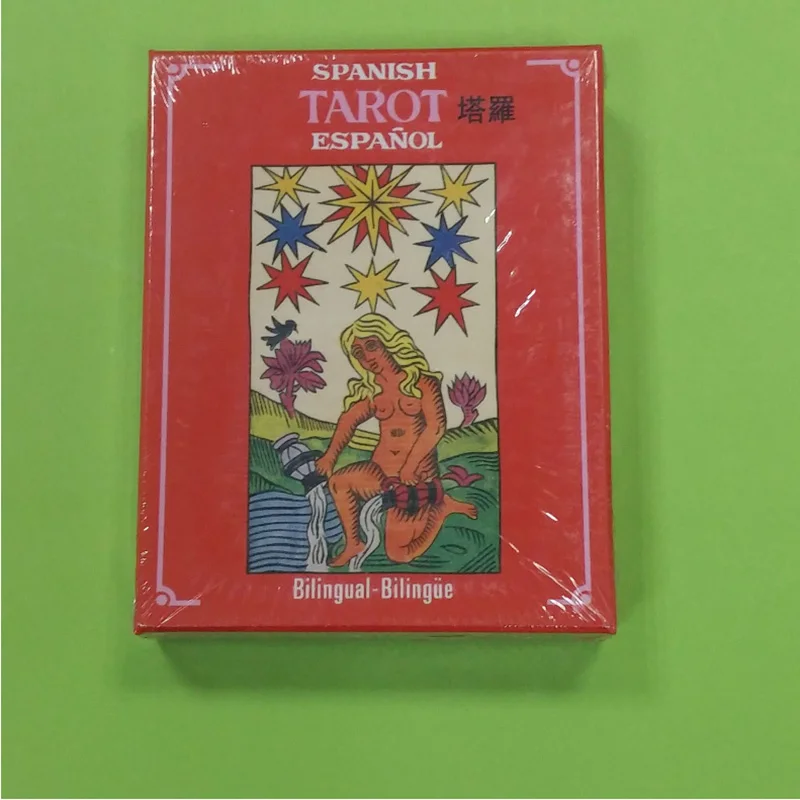 SPANISH
TAROT 塔羅
ESPAÑOL
Bilingual-Bilingüe